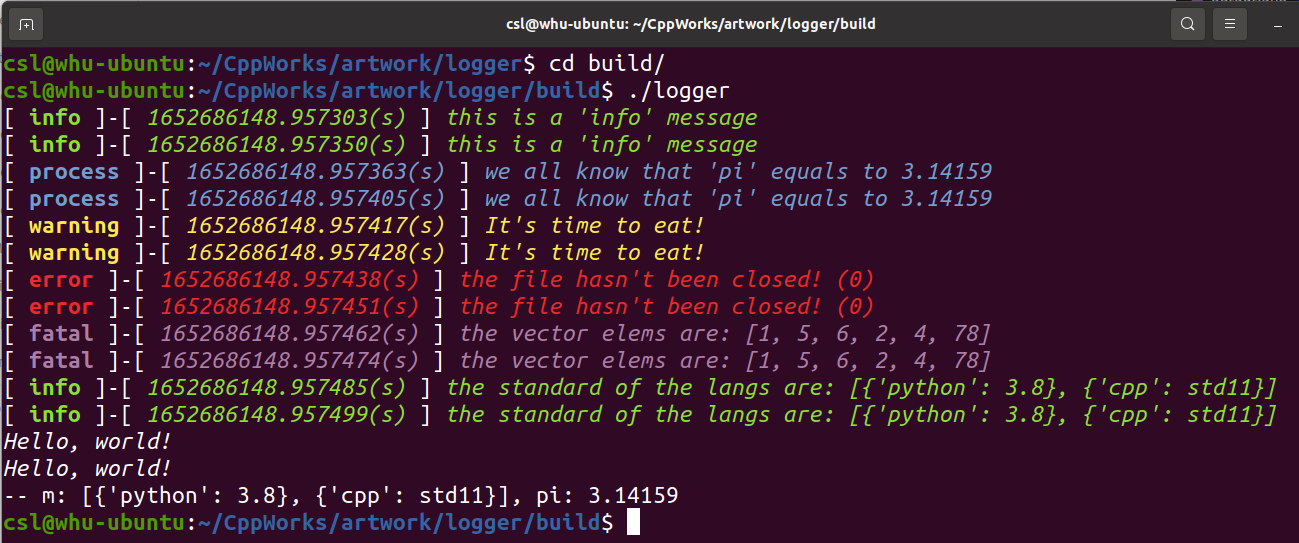 csl@whu-ubuntu: ~/CppWorks/artwork/logger/build
csl@whu-ubuntu:~/CppWorks/artwork/logger$ cd build/
csl@whu-ubuntu:~/CppWorks/artwork/logger/build$ ./logger
[ info ]-[ 1652686148.957303(s) ] this is a 'info' message
[ info ]-[ 1652686148.957350(s) ] this is a 'info' message
[ process ]-[ 1652686148.957363(s) ] we all know that 'pi' equals to 3.14159
[ process ]-[ 1652686148.957405(s) ] we all know that 'pi' equals to 3.14159
[ warning ]-[ 1652686148.957417(s) ] It's time to eat!
[ warning ]-[ 1652686148.957428(s) ] It's time to eat!
[ error ]-[ 1652686148.957438(s) ] the file hasn't been closed! (0)
[ error ]-[ 1652686148.957451(s) ] the file hasn't been closed! (0)
[ fatal ]-[ 1652686148.957462(s) ] the vector elems are: [1, 5, 6, 2, 4, 78]
[ fatal ]-[ 1652686148.957474(s) ] the vector elems are: [1, 5, 6, 2, 4, 78]
[ info ]-[ 1652686148.957485(s) ] the standard of the langs are: [{'python': 3.8}, {'cpp': std11}]
[ info ]-[ 1652686148.957499(s) ] the standard of the langs are: [{'python': 3.8}, {'cpp': std11}]
Hello, world!
Hello, world!
-- m: [{'python': 3.8}, {'cpp': std11}], pi: 3.14159
csl@whu-ubuntu:~/CppWorks/artwork/logger/build$